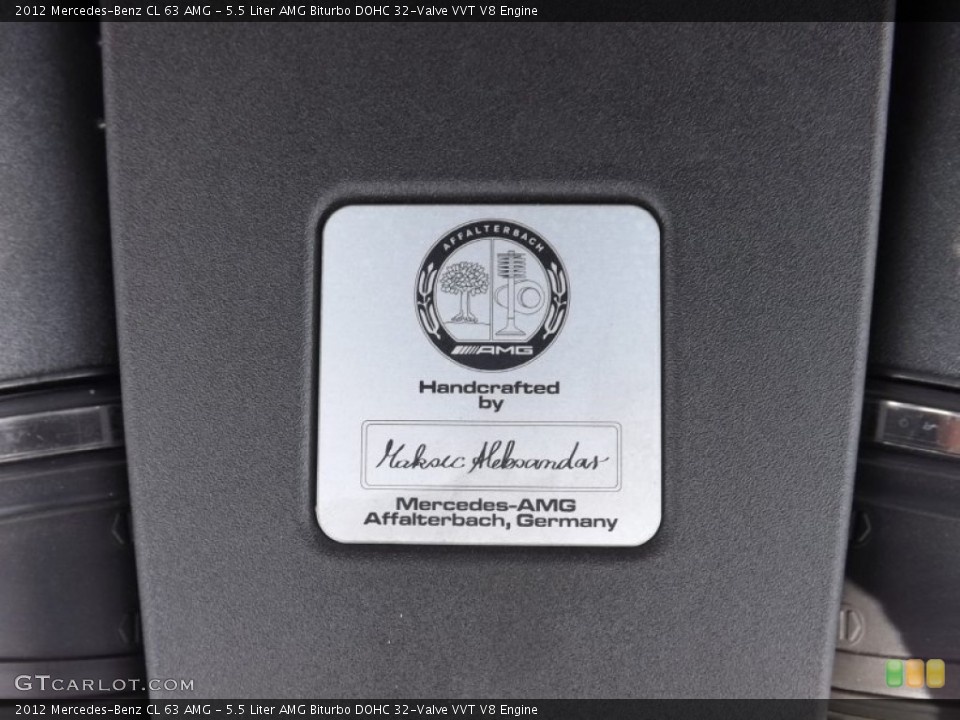 2012 Mercedes-Benz CL 63 AMG - 5.5 Liter AMG Biturbo DOHC 32-Valve VVT V8 Engine
AFFALTERBACH
AMG
Handcrafted
by
Maksic Aleksandar
Mercedes-AMG
Affalterbach, Germany
GTCARLOT.COM
2012 Mercedes-Benz CL 63 AMG - 5.5 Liter AMG Biturbo DOHC 32-Valve VVT V8 Engine